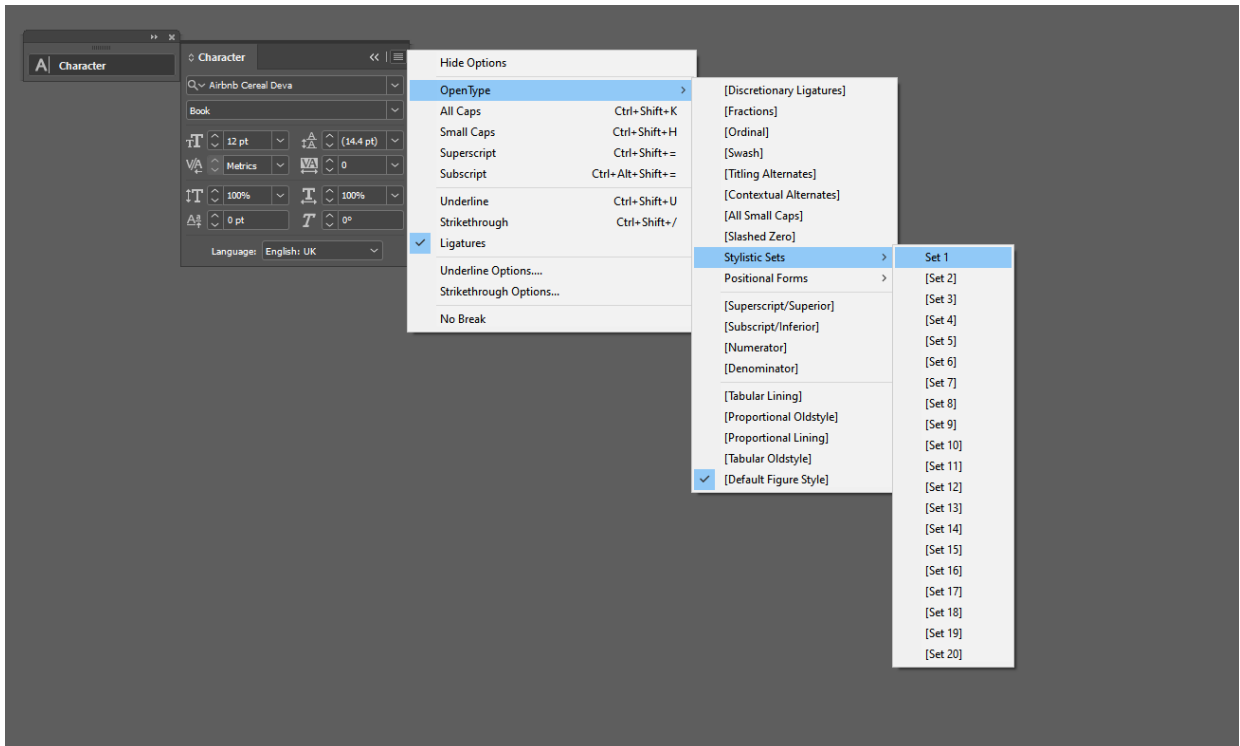 Character
Character
Airbnb Cereal Deva
Book
12 pt
(14.4 pt)
Metrics
0
100%
100%
0 pt
0°
Language: English: UK
Hide Options
OpenType
All Caps Ctrl+Shift+K
Small Caps Ctrl+Shift+H
Superscript Ctrl+Shift+=
Subscript Ctrl+Alt+Shift+=
Underline Ctrl+Shift+U
Strikethrough Ctrl+Shift+/
Ligatures
Underline Options....
Strikethrough Options...
No Break
[Discretionary Ligatures]
[Fractions]
[Ordinal]
[Swash]
[Titling Alternates]
[Contextual Alternates]
[All Small Caps]
[Slashed Zero]
Stylistic Sets
Positional Forms
[Superscript/Superior]
[Subscript/Inferior]
[Numerator]
[Denominator]
[Tabular Lining]
[Proportional Oldstyle]
[Proportional Lining]
[Tabular Oldstyle]
[Default Figure Style]
Set 1
[Set 2]
[Set 3]
[Set 4]
[Set 5]
[Set 6]
[Set 7]
[Set 8]
[Set 9]
[Set 10]
[Set 11]
[Set 12]
[Set 13]
[Set 14]
[Set 15]
[Set 16]
[Set 17]
[Set 18]
[Set 19]
[Set 20]